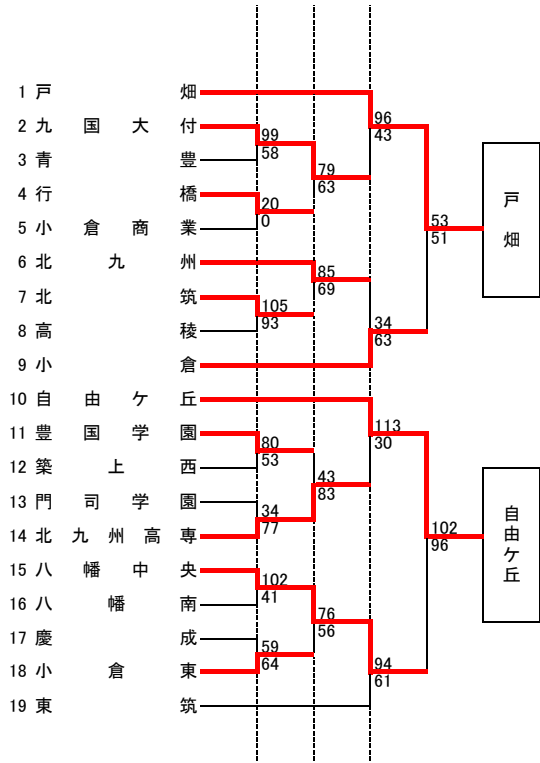 1 戸畑
96
2 九国大付
43
99
3 青豊
58
79
4 行橋
63
20
5 小倉商業
0
53
戸畑
51
6 北九州
85
7 北筑
69
105
8 高稜
93
34
9 小倉
63
10 自由ケ丘
113
11 豊国学園
30
80
12 築上西
53
43
13 門司学園
83
34
14 北九州高専
77
102
自由ケ丘
96
15 八幡中央
102
16 八幡南
41
76
17 慶成
56
59
18 小倉東
64
94
61
19 東筑